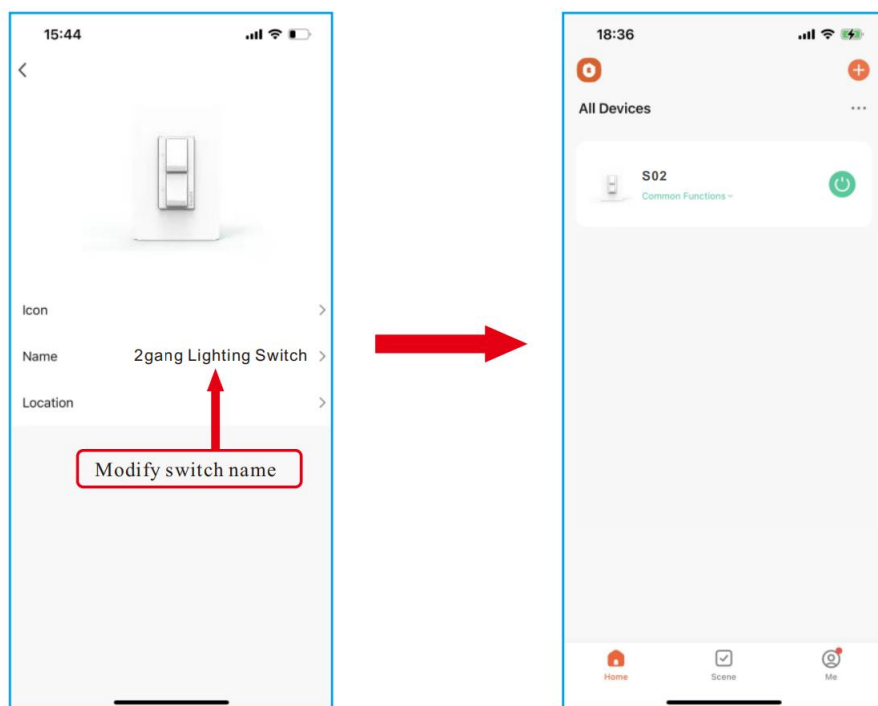 15:44
Icon
Name 2gang Lighting Switch
Location
Modify switch name
18:36
All Devices
S02
Common Functions
Home Scene Me